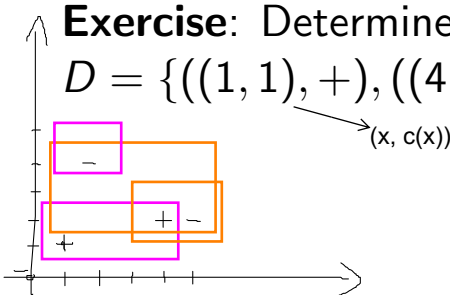 Exercise: Determine
D = {((1, 1), +), ((4
(x, c(x))
−
+ −
+